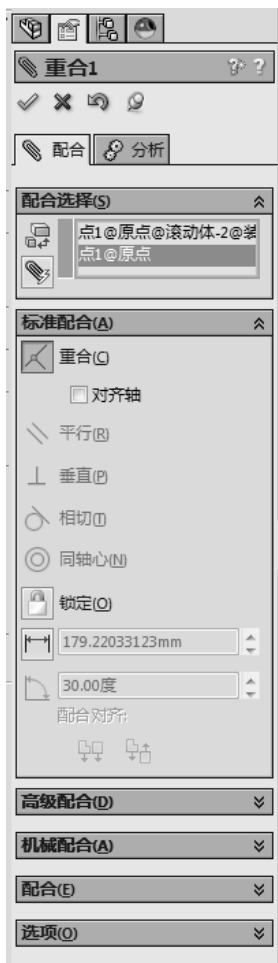 重合1
配合 分析
配合选择(S)
点1@原点@滚动体-2@装
点1@原点
标准配合(A)
重合(C)
对齐轴
平行(R)
垂直(P)
相切(T)
同轴心(N)
锁定(O)
179.22033123mm
30.00度
配合对齐:
高级配合(D)
机械配合(A)
配合(E)
选项(O)